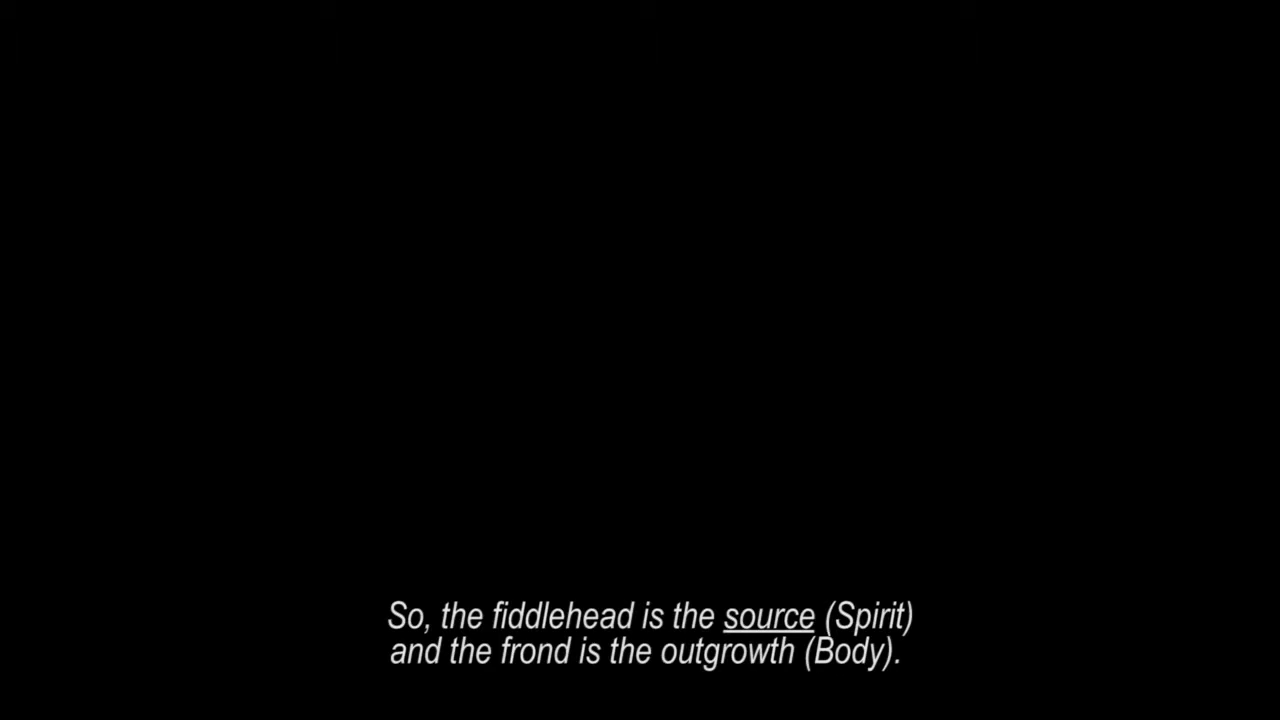 So, the fiddlehead is the source (Spirit)
and the frond is the outgrowth (Body).